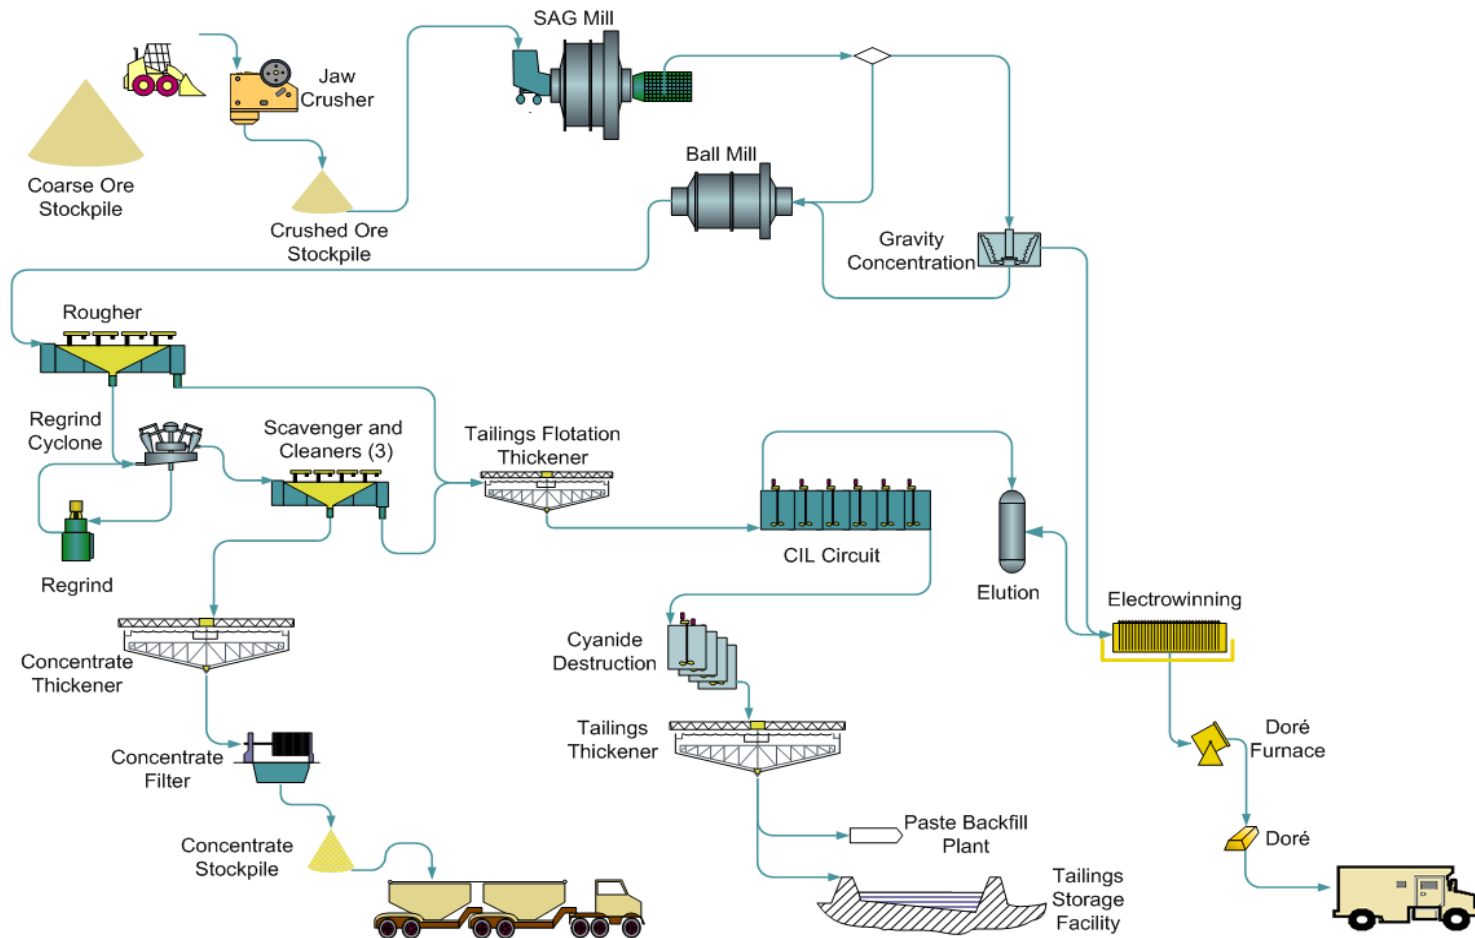 SAG Mill
Jaw
Crusher
Coarse Ore
Stockpile
Crushed Ore
Stockpile
Ball Mill
Gravity
Concentration
Rougher
Regrind
Cyclone
Scavenger and
Cleaners (3)
Tailings Flotation
Thickener
Regrind
CIL Circuit
Elution
Electrowinning
Concentrate
Thickener
Cyanide
Destruction
Tailings
Thickener
Doré
Furnace
Concentrate
Filter
Concentrate
Stockpile
Paste Backfill
Plant
Doré
Tailings
Storage
Facility